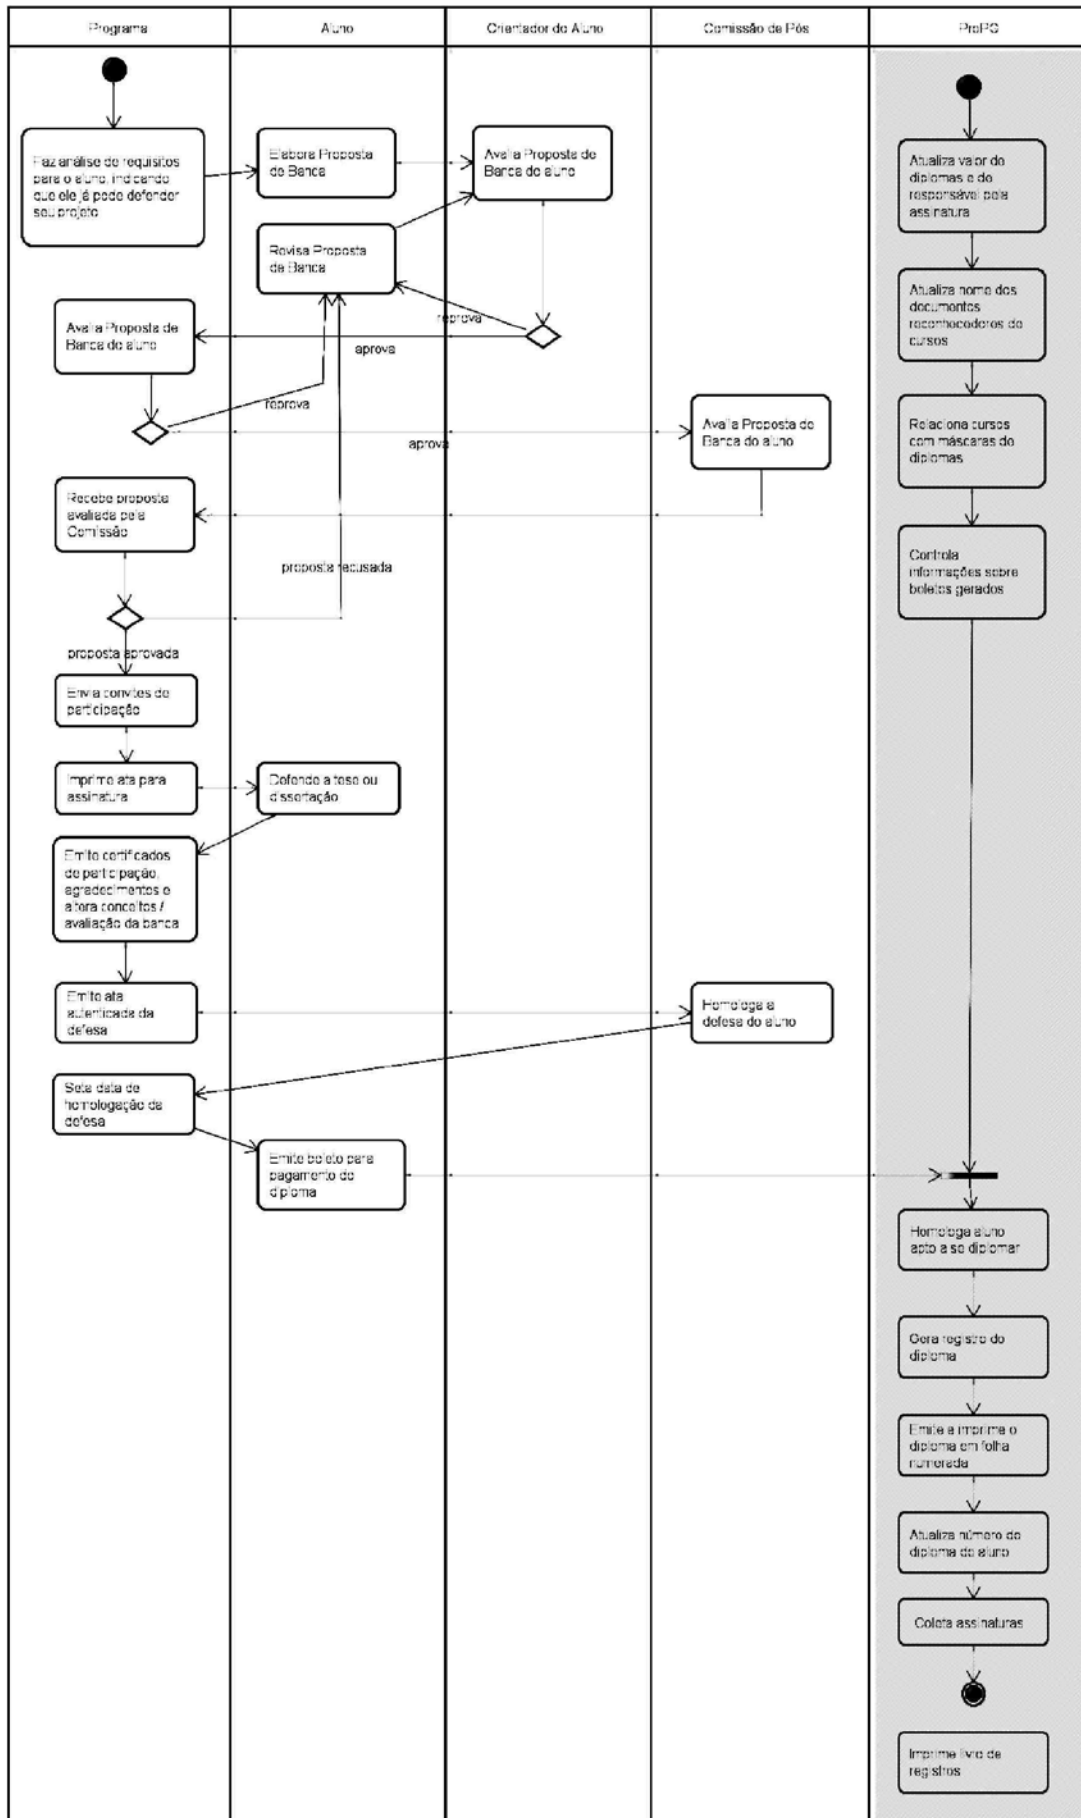 Programa
Aluno
Orientador do Aluno
Comissão de Pós
ProPG
Faz análise de requisitos
para o aluno, indicando
que ele já pode defender
seu projeto
Elabora Proposta
de Banca
Avalia Proposta de
Banca do aluno
Atualiza valor de
diplomas e do
responsável pela
assinatura
Revisa Proposta
de Banca
Atualiza nome dos
documentos
reconhecedores de
cursos
reprova
Avalia Proposta de
Banca do aluno
aprova
reprova
aprova
Avalia Proposta de
Banca do aluno
Relaciona cursos
com máscaras de
diplomas
Recebe proposta
avaliada pela
Comissão
Controla
informações sobre
boletos gerados
proposta recusada
proposta aprovada
Envia convites de
participação
Imprime ata para
assinatura
Defende a tese ou
dissertação
Emite certificados
de participação,
agradecimentos e
altera conceitos /
avaliação da banca
Emite ata
autenticada da
defesa
Homologa a
defesa do aluno
Seta data de
homologação da
defesa
Emite boleto para
pagamento do
diploma
Homologa aluno
apto a se diplomar
Gera registro do
diploma
Emite e imprime o
diploma em folha
numerada
Atualiza número do
diploma do aluno
Coleta assinaturas
Imprime livro de
registros